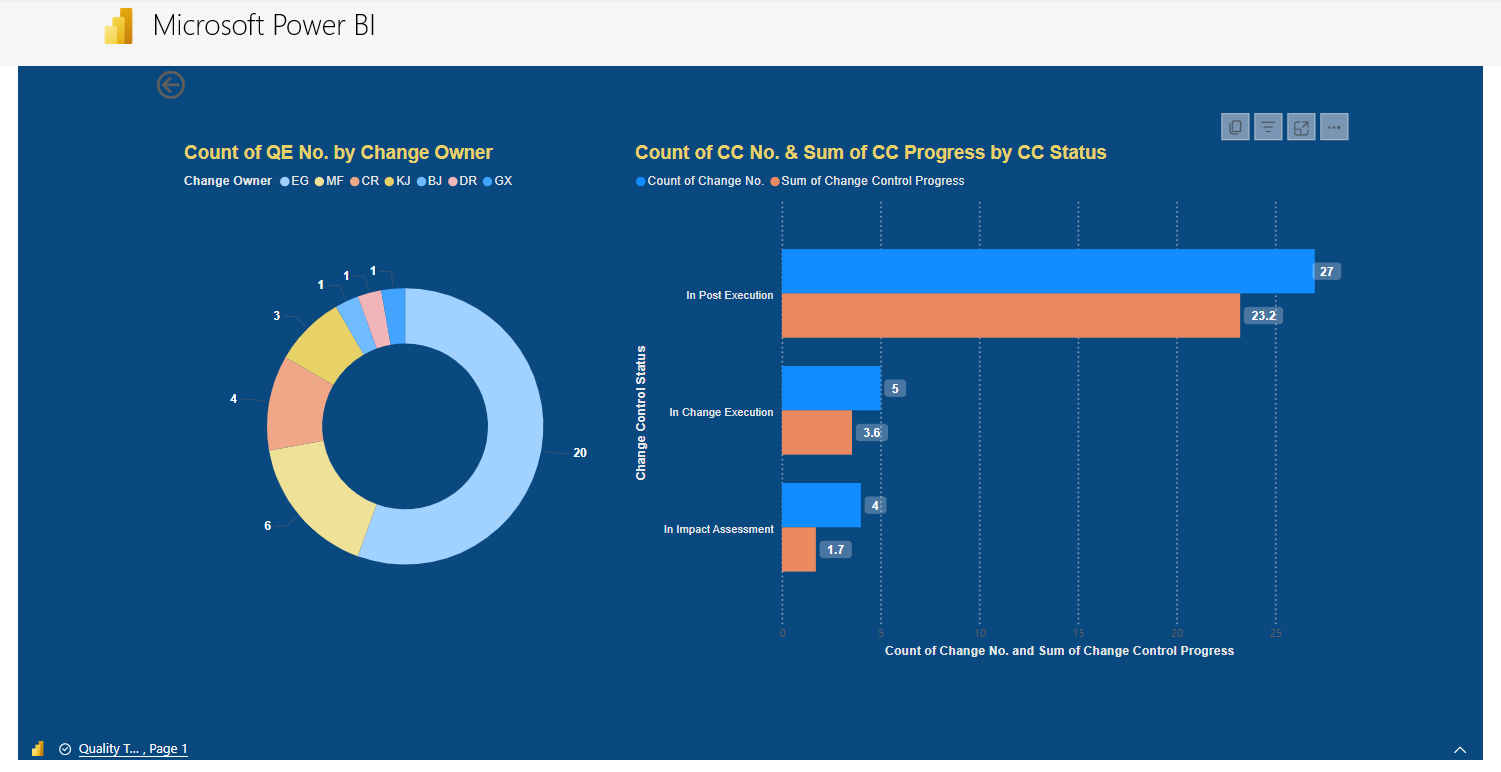 Microsoft Power BI
Count of QE No. by Change Owner
Change Owner EG MF CR KJ BJ DR GX
1
1
1
3
4
6
20
Count of CC No. & Sum of CC Progress by CC Status
Count of Change No. Sum of Change Control Progress
Change Control Status
In Post Execution
27
23.2
In Change Execution
5
3.6
In Impact Assessment
4
1.7
0 5 10 15 20 25
Count of Change No. and Sum of Change Control Progress
Quality T... , Page 1